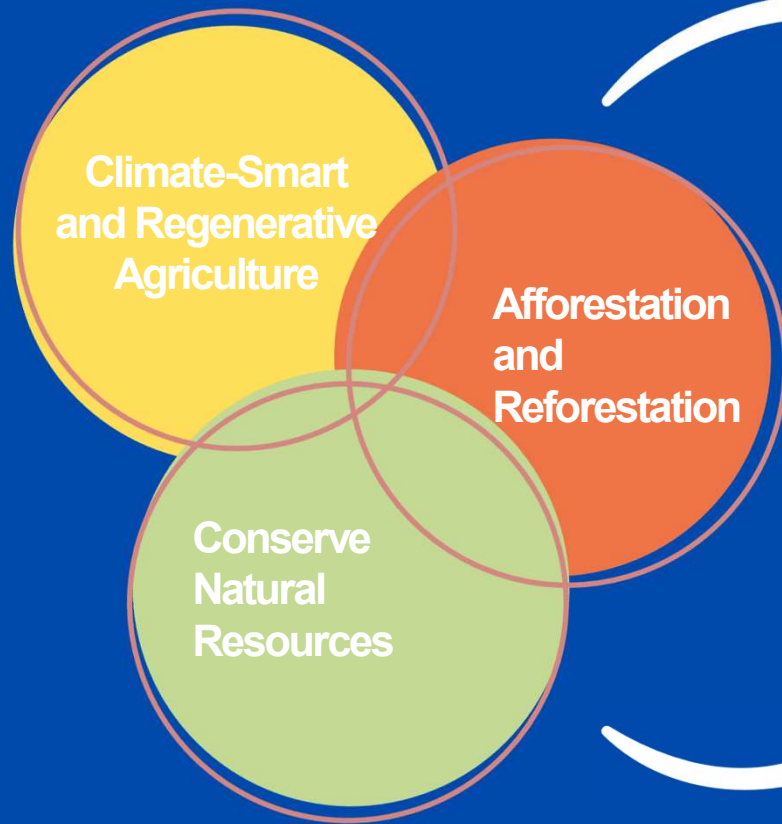 Climate-Smart
and Regenerative
Agriculture
Afforestation
and
Reforestation
Conserve
Natural
Resources